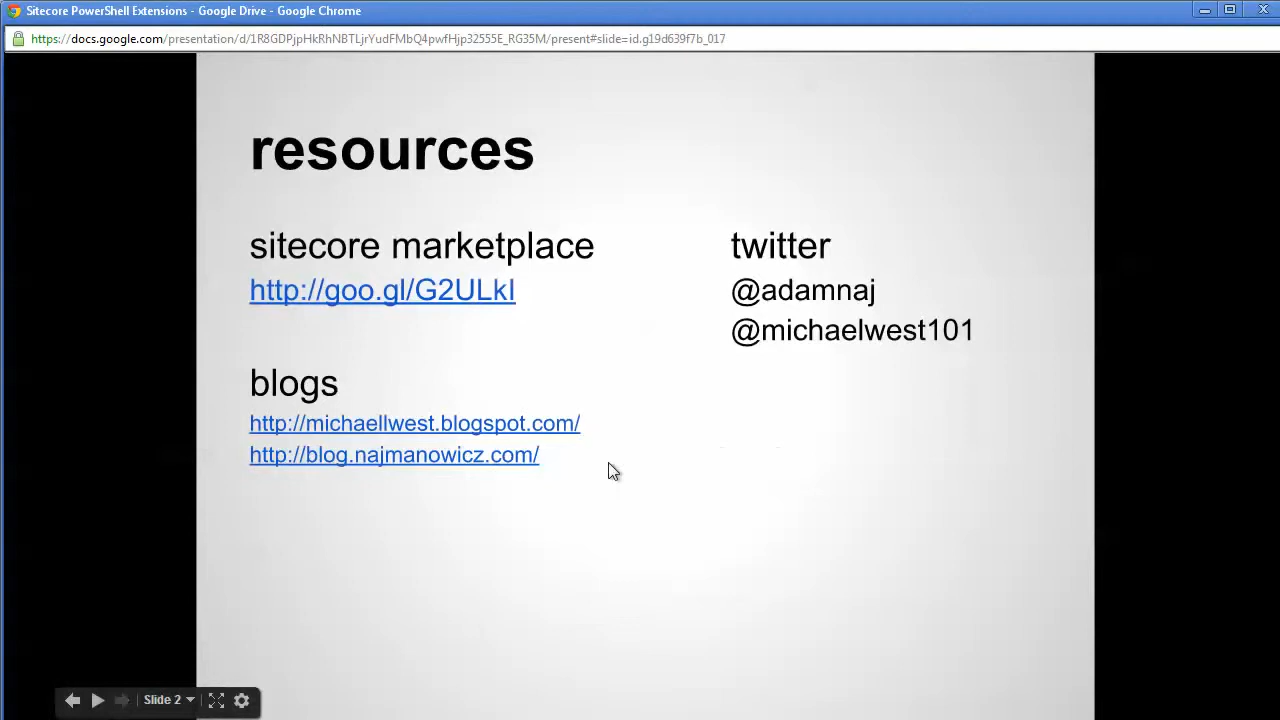 Sitecore PowerShell Extensions - Google Drive - Google Chrome
https://docs.google.com/presentation/d/1R8GDPjpHkRhNBTLjrYudFMbQ4pwfHjp32555E_RG35M/present#slide=id.g19d639f7b_017
resources
sitecore marketplace
http://goo.gl/G2ULkI
blogs
http://michaellwest.blogspot.com/
http://blog.najmanowicz.com/
twitter
@adamnaj
@michaelwest101
Slide 2